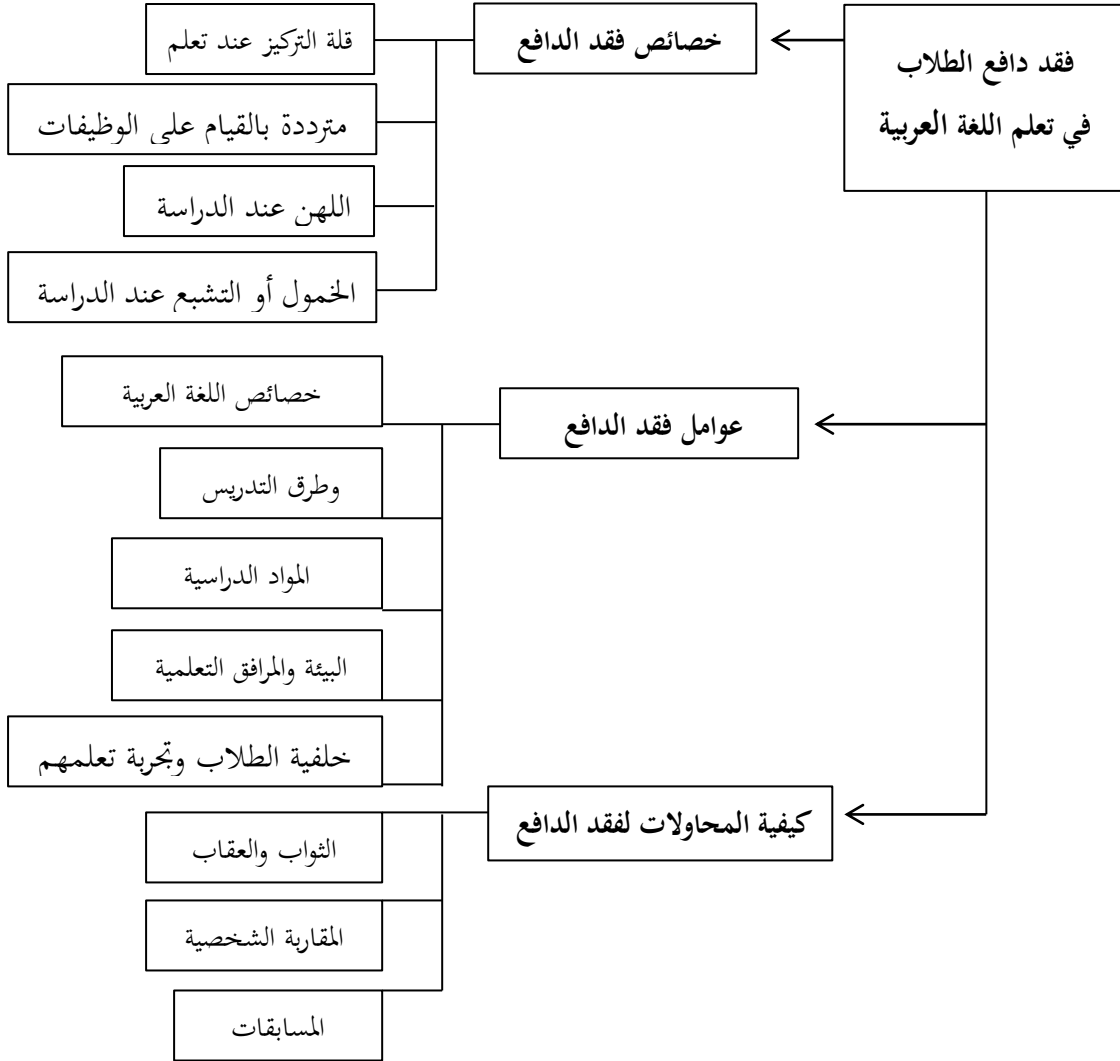 فقد دافع الطلاب
في تعلم اللغة العربية
خصائص فقد الدافع
قلة التركيز عند تعلم
مترددة بالقيام على الوظيفات
اللهن عند الدراسة
الخمول أو التشبع عند الدراسة
عوامل فقد الدافع
خصائص اللغة العربية
وطرق التدريس
المواد الدراسية
البيئة والمرافق التعلمية
خلفية الطلاب وتجربة تعلمهم
كيفية المحاولات لفقد الدافع
الثواب والعقاب
المقاربة الشخصية
المسابقات